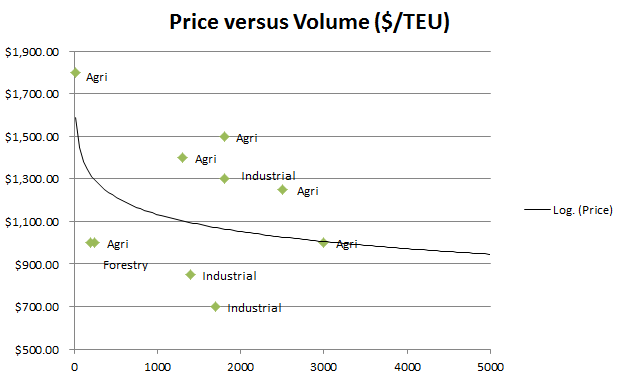 Price versus Volume ($/TEU)
$1,900.00
Agri
$1,700.00
$1,500.00
Agri
Agri
$1,300.00
Industrial
Agri
$1,100.00
Log. (Price)
Agri
Agri
$900.00
Forestry
Industrial
$700.00
Industrial
$500.00
0 1000 2000 3000 4000 5000